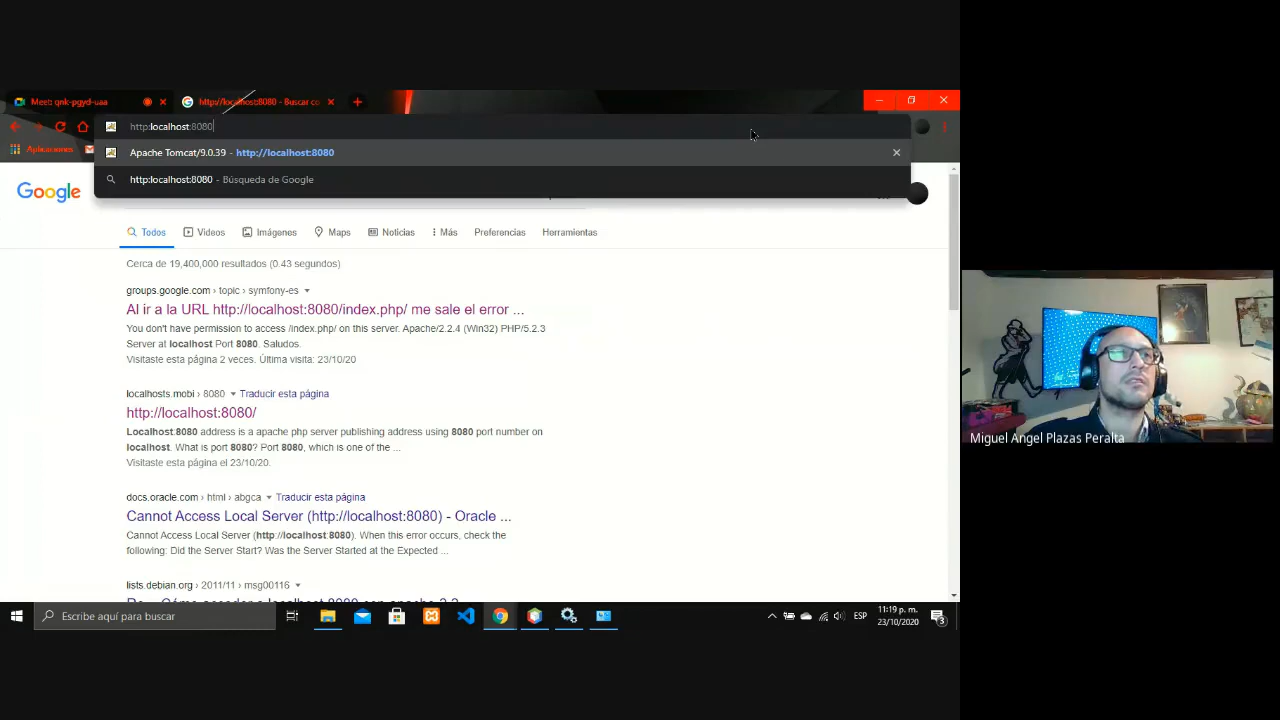 Meet: qnk-pgyd-uaa
http://localhost:8080 - Buscar co
http:localhost:8080
Aplicaciones
Apache Tomcat/9.0.39 - http://localhost:8080
http:localhost:8080 - Búsqueda de Google
Google
Todos Videos Imágenes Maps Noticias Más Preferencias Herramientas
Cerca de 19,400,000 resultados (0.43 segundos)
groups.google.com › topic › symfony-es
Al ir a la URL http://localhost:8080/index.php/ me sale el error ...
You don't have permission to access /index.php/ on this server. Apache/2.2.4 (Win32) PHP/5.2.3
Server at localhost Port 8080. Saludos.
Visitaste esta página 2 veces. Última visita: 23/10/20
localhosts.mobi › 8080 Traducir esta página
http://localhost:8080/
Localhost:8080 address is a apache php server publishing address using 8080 port number on
localhost. What is port 8080? Port 8080, which is one of the ...
Visitaste esta página el 23/10/20.
docs.oracle.com › html › abgca Traducir esta página
Cannot Access Local Server (http://localhost:8080) - Oracle ...
Cannot Access Local Server (http://localhost:8080). When this error occurs, check the
following: Did the Server Start? Was the Server Started at the Expected ...
lists.debian.org › 2011/11 › msg00116
Escribe aquí para buscar
ESP
11:19 p. m.
23/10/2020
3
Miguel Angel Plazas Peralta